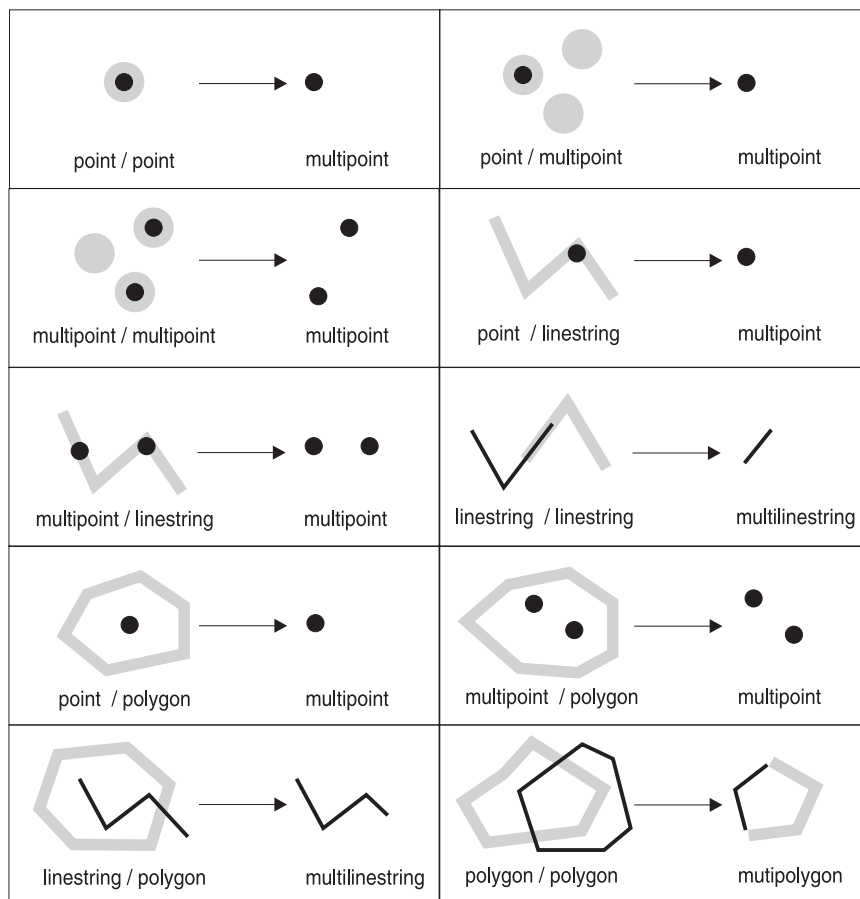 point / point multipoint
point / multipoint multipoint
multipoint / multipoint multipoint
point / linestring multipoint
multipoint / linestring multipoint
linestring / linestring multilinestring
point / polygon multipoint
multipoint / polygon multipoint
linestring / polygon multilinestring
polygon / polygon mutipolygon